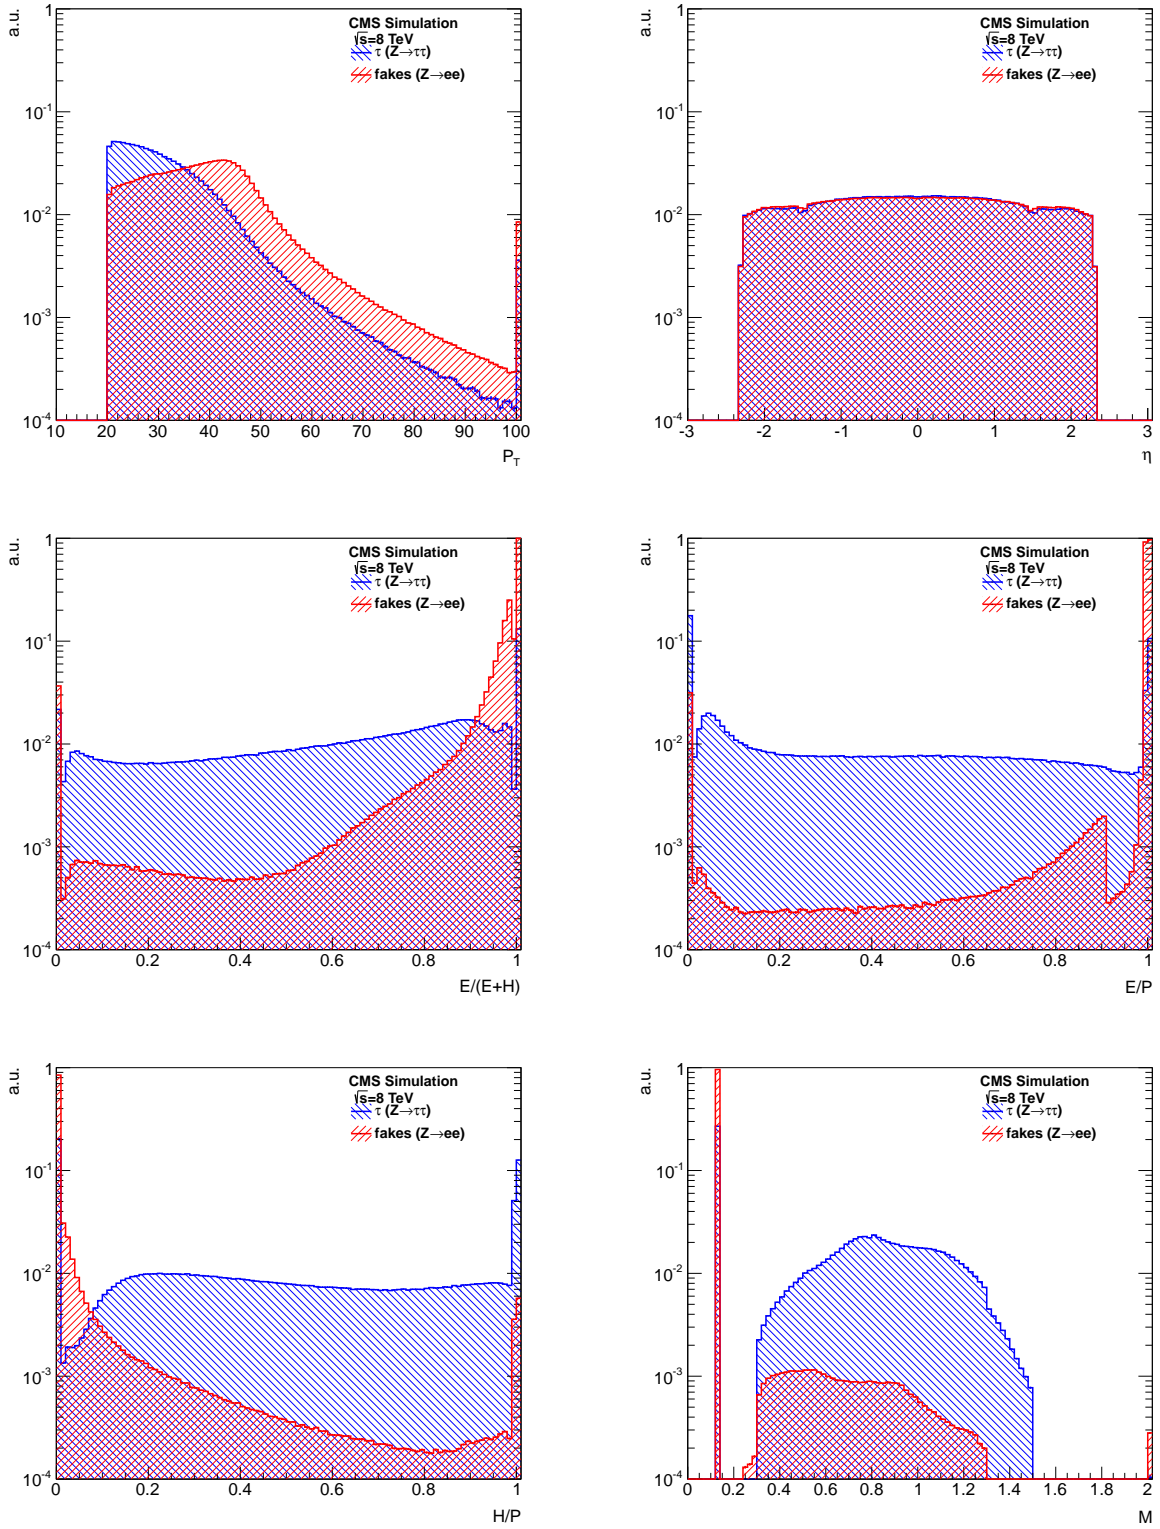 a.u.
1
10-1
10-2
10-3
10-4
CMS Simulation
√s=8 TeV
τ (Z→ττ)
fakes (Z→ee)
10 20 30 40 50 60 70 80 90 100
PT
a.u.
1
10-1
10-2
10-3
10-4
CMS Simulation
√s=8 TeV
τ (Z→ττ)
fakes (Z→ee)
-3 -2 -1 0 1 2 3
η
a.u.
1
10-1
10-2
10-3
10-4
CMS Simulation
√s=8 TeV
τ (Z→ττ)
fakes (Z→ee)
0 0.2 0.4 0.6 0.8 1
E/(E+H)
a.u.
1
10-1
10-2
10-3
10-4
CMS Simulation
√s=8 TeV
τ (Z→ττ)
fakes (Z→ee)
0 0.2 0.4 0.6 0.8 1
E/P
a.u.
1
10-1
10-2
10-3
10-4
CMS Simulation
√s=8 TeV
τ (Z→ττ)
fakes (Z→ee)
0 0.2 0.4 0.6 0.8 1
H/P
a.u.
1
10-1
10-2
10-3
10-4
CMS Simulation
√s=8 TeV
τ (Z→ττ)
fakes (Z→ee)
0 0.2 0.4 0.6 0.8 1 1.2 1.4 1.6 1.8 2
M